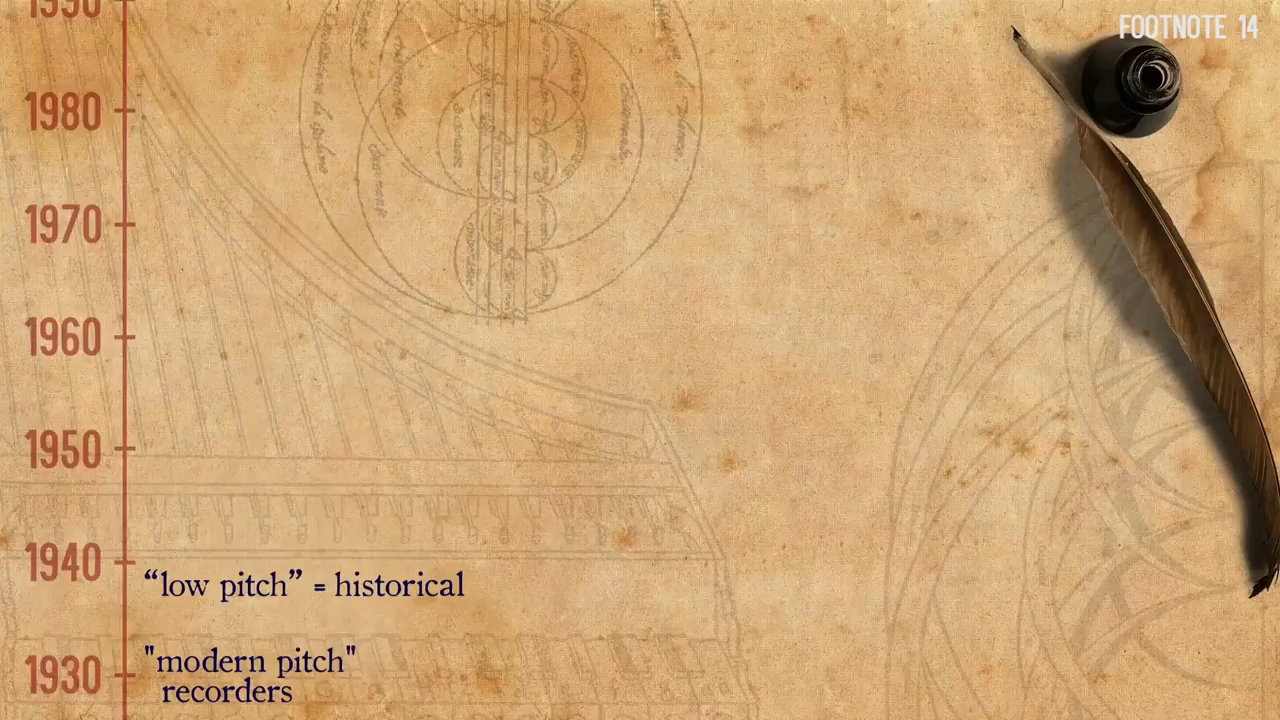 FOOTNOTE 14
1990
1980
1970
1960
1950
1940
“low pitch” = historical
"modern pitch"
1930
recorders